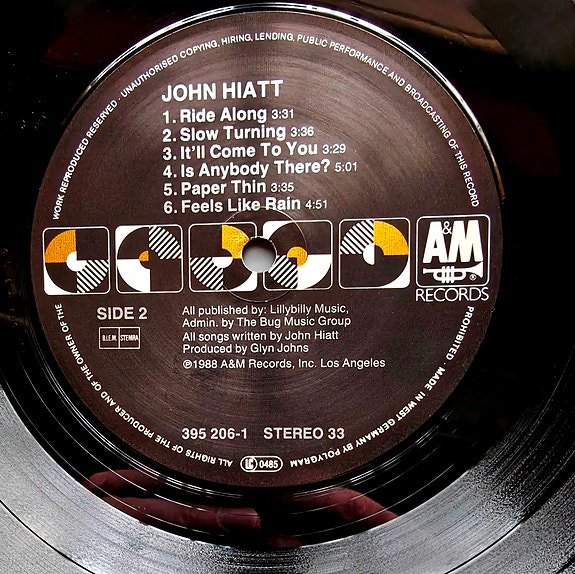 WORK REPRODUCED RESERVED · UNAUTHORISED COPYING, HIRING, LENDING, PUBLIC PERFORMANCE AND BROADCASTING OF THIS RECORD
PROHIBITED · MADE IN WEST GERMANY BY POLYGRAM
ALL RIGHTS OF THE PRODUCER AND OF THE OWNER OF THE
JOHN HIATT
1. Ride Along 3:31
2. Slow Turning 3:36
3. It'll Come To You 3:29
4. Is Anybody There? 5:01
5. Paper Thin 3:35
6. Feels Like Rain 4:51
A&M
®
RECORDS
SIDE 2
B.I.E.M. STEMRA
All published by: Lillybilly Music,
Admin. by The Bug Music Group
All songs written by John Hiatt
Produced by Glyn Johns
℗1988 A&M Records, Inc. Los Angeles
395 206-1 STEREO 33
LC 0485